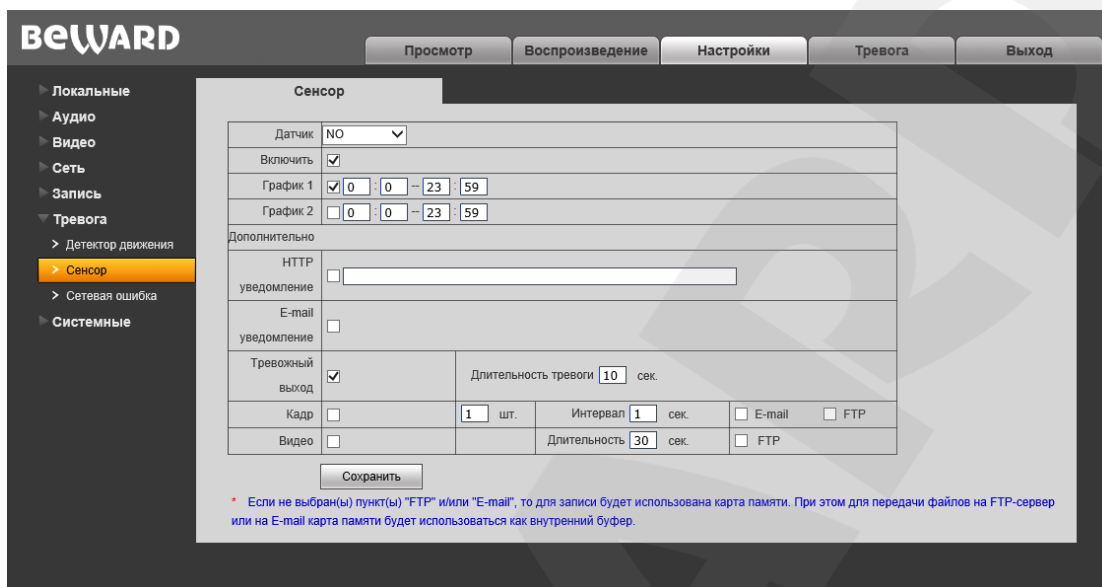 BEWARD
Просмотр Воспроизведение Настройки Тревога Выход
Локальные
Аудио
Видео
Сеть
Запись
Тревога
> Детектор движения
> Сенсор
> Сетевая ошибка
Системные
Сенсор
Датчик NO
Включить
График 1 0 : 0 -- 23 : 59
График 2 0 : 0 -- 23 : 59
Дополнительно
HTTP
уведомление
E-mail
уведомление
Тревожный
выход
Длительность тревоги 10 сек.
Кадр 1 шт. Интервал 1 сек. E-mail FTP
Видео Длительность 30 сек. FTP
Сохранить
* Если не выбран(ы) пункт(ы) "FTP" и/или "E-mail", то для записи будет использована карта памяти. При этом для передачи файлов на FTP-сервер
или на E-mail карта памяти будет использоваться как внутренний буфер.